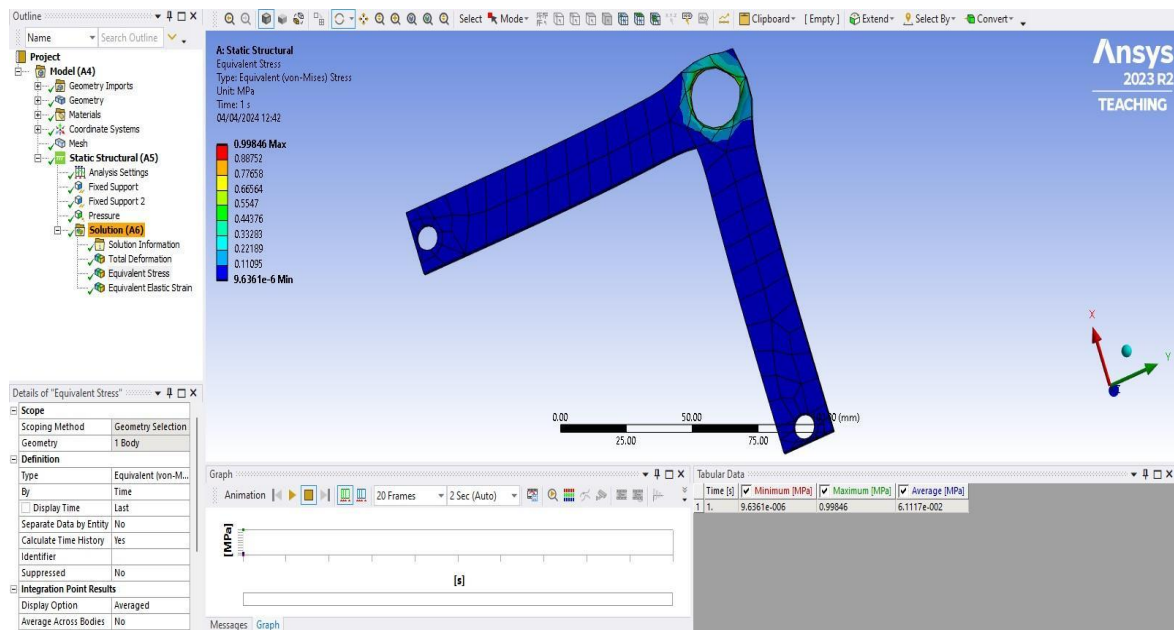 Outline
Name
Search Outline
Project
Model (A4)
Geometry Imports
Geometry
Materials
Coordinate Systems
Mesh
Static Structural (A5)
Analysis Settings
Fixed Support
Fixed Support 2
Pressure
Solution (A6)
Solution Information
Total Deformation
Equivalent Stress
Equivalent Elastic Strain
Select Mode Clipboard [ Empty ] Extend Select By Convert
A: Static Structural
Equivalent Stress
Type: Equivalent (von-Mises) Stress
Unit: MPa
Time: 1 s
04/04/2024 12:42
0.99846 Max
0.88752
0.77658
0.66564
0.5547
0.44376
0.33283
0.22189
0.11095
9.6361e-6 Min
Ansys
2023 R2
TEACHING
X
Y
0.00 50.00 (mm)
25.00 75.00
Details of "Equivalent Stress"
Scope
Scoping Method Geometry Selection
Geometry 1 Body
Definition
Type Equivalent (von-M...
By Time
Display Time Last
Separate Data by Entity No
Calculate Time History Yes
Identifier
Suppressed No
Integration Point Results
Display Option Averaged
Average Across Bodies No
Graph
Animation 20 Frames 2 Sec (Auto)
[MPa]
[s]
Messages Graph
Tabular Data
Time [s] Minimum [MPa] Maximum [MPa] Average [MPa]
1 1. 9.6361e-006 0.99846 6.1117e-002